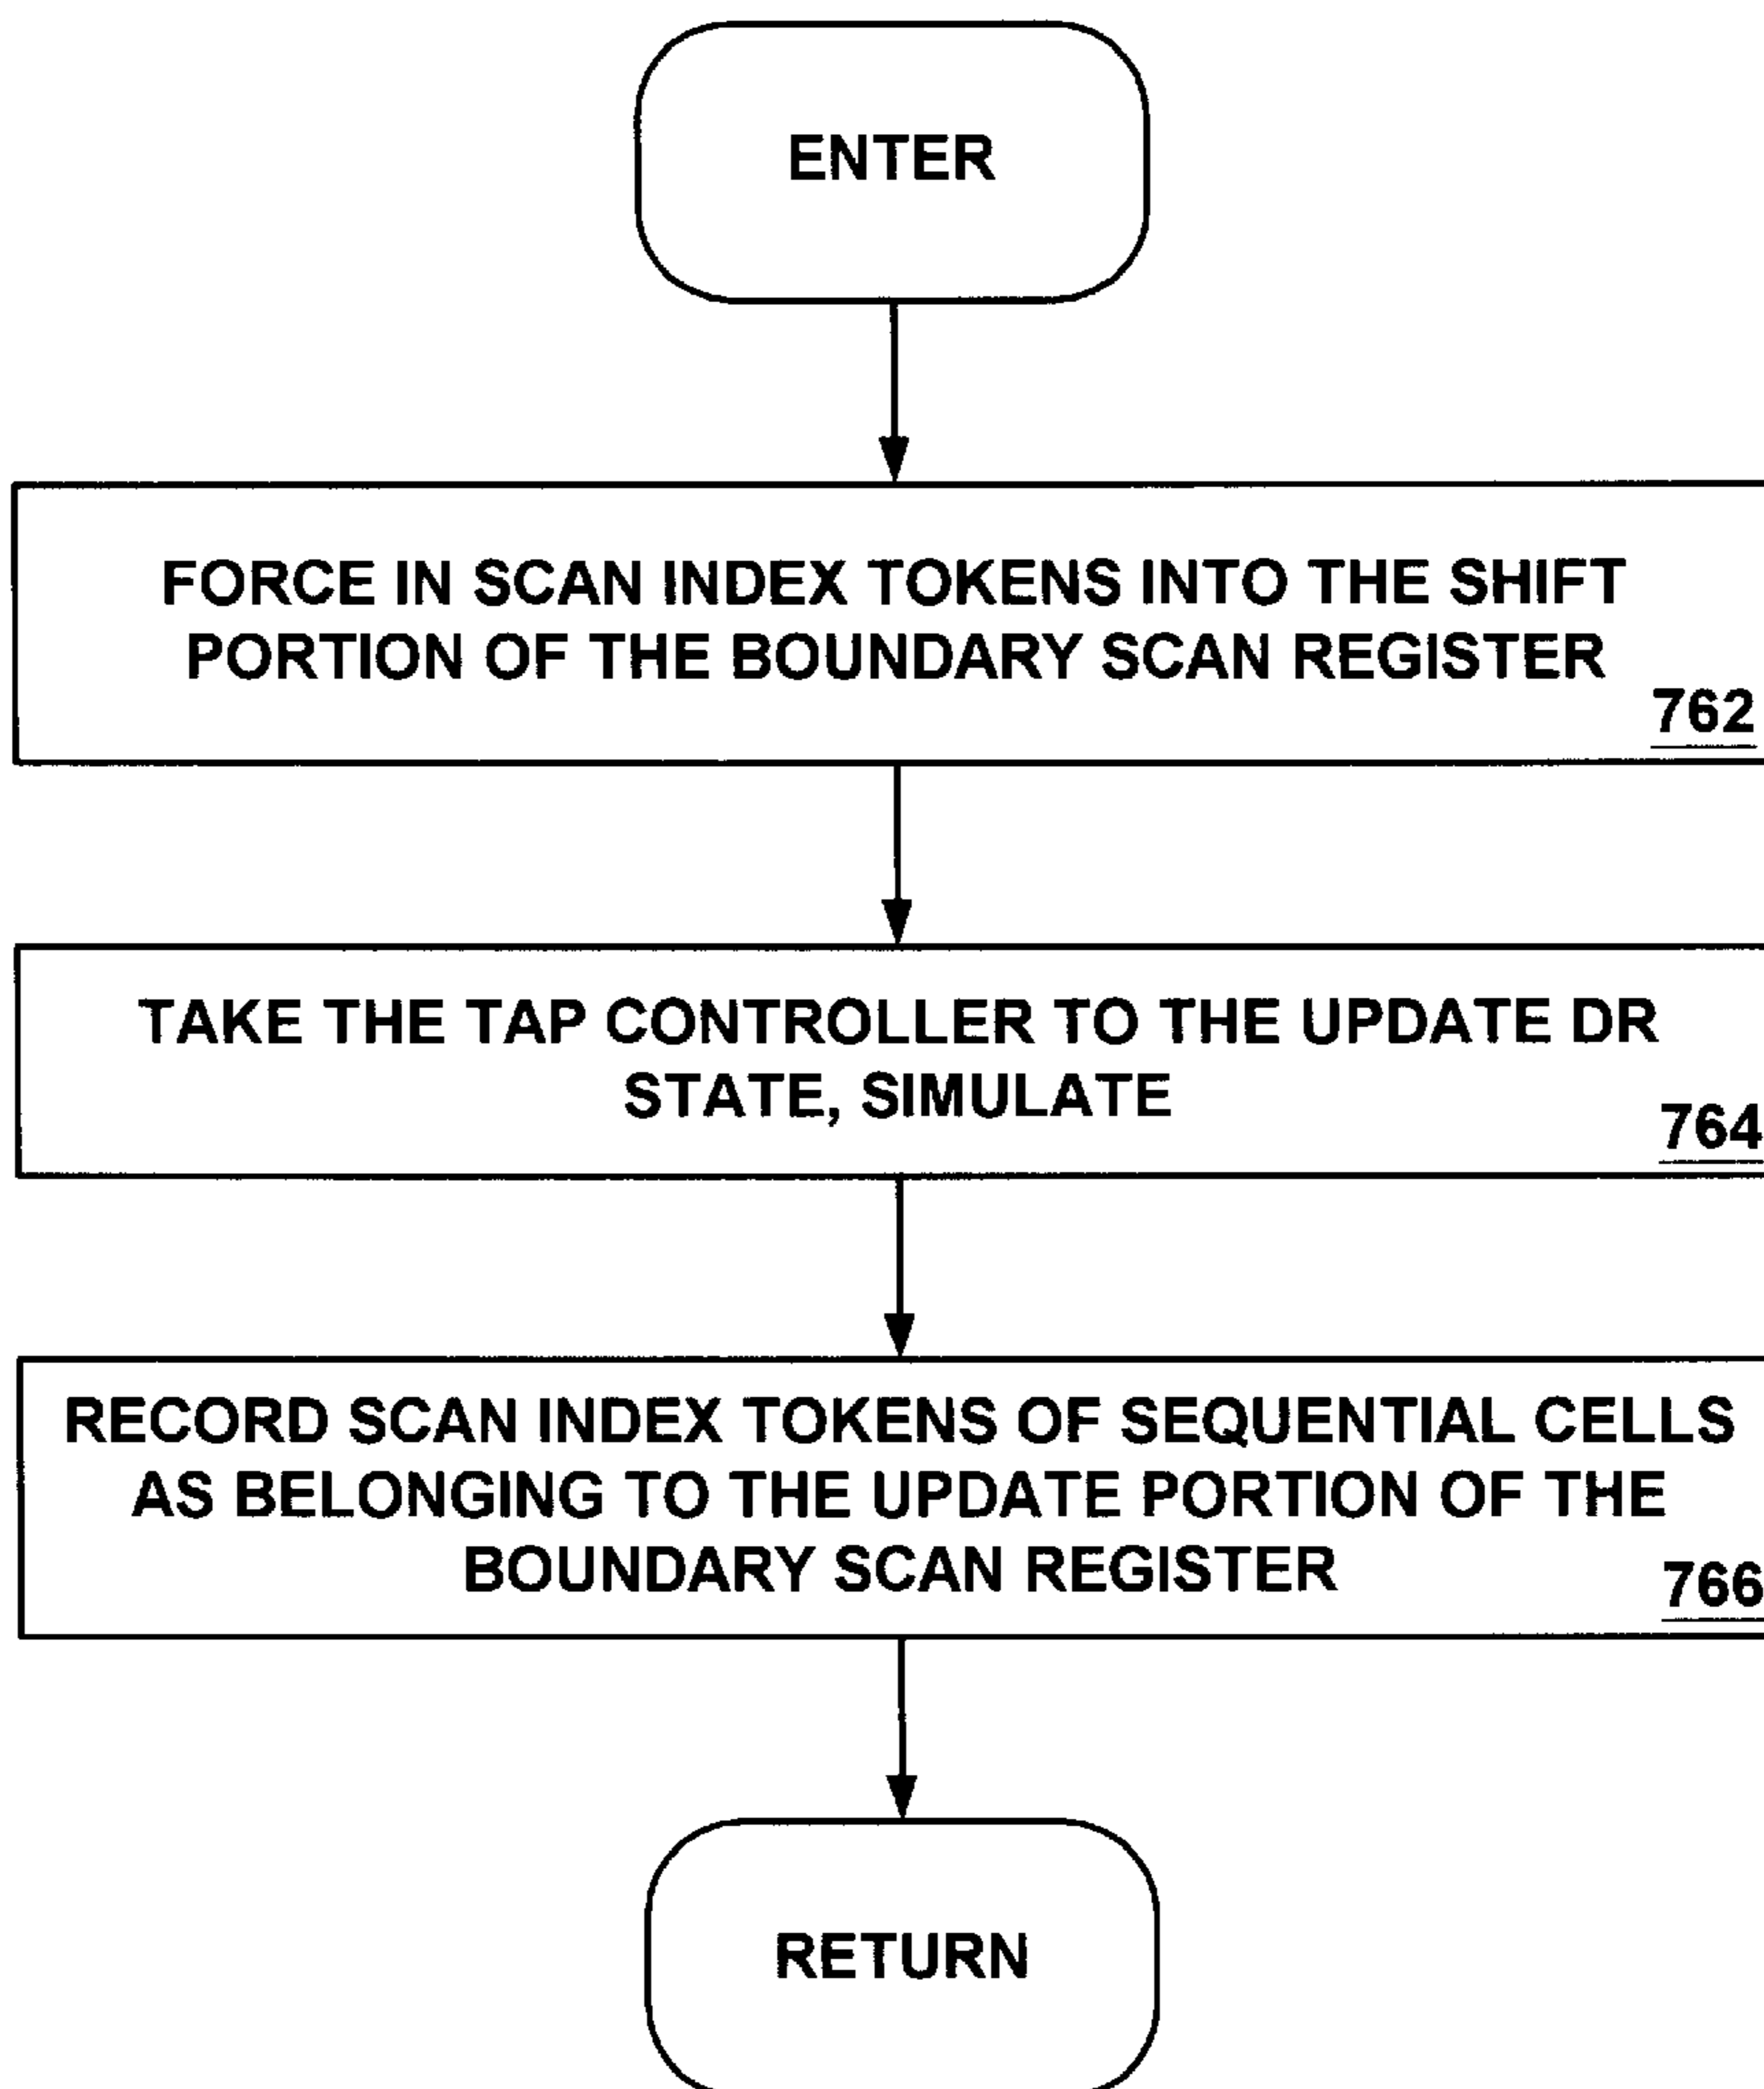 ENTER
FORCE IN SCAN INDEX TOKENS INTO THE SHIFT
PORTION OF THE BOUNDARY SCAN REGISTER
762
TAKE THE TAP CONTROLLER TO THE UPDATE DR
STATE, SIMULATE
764
RECORD SCAN INDEX TOKENS OF SEQUENTIAL CELLS
AS BELONGING TO THE UPDATE PORTION OF THE
BOUNDARY SCAN REGISTER
766
RETURN